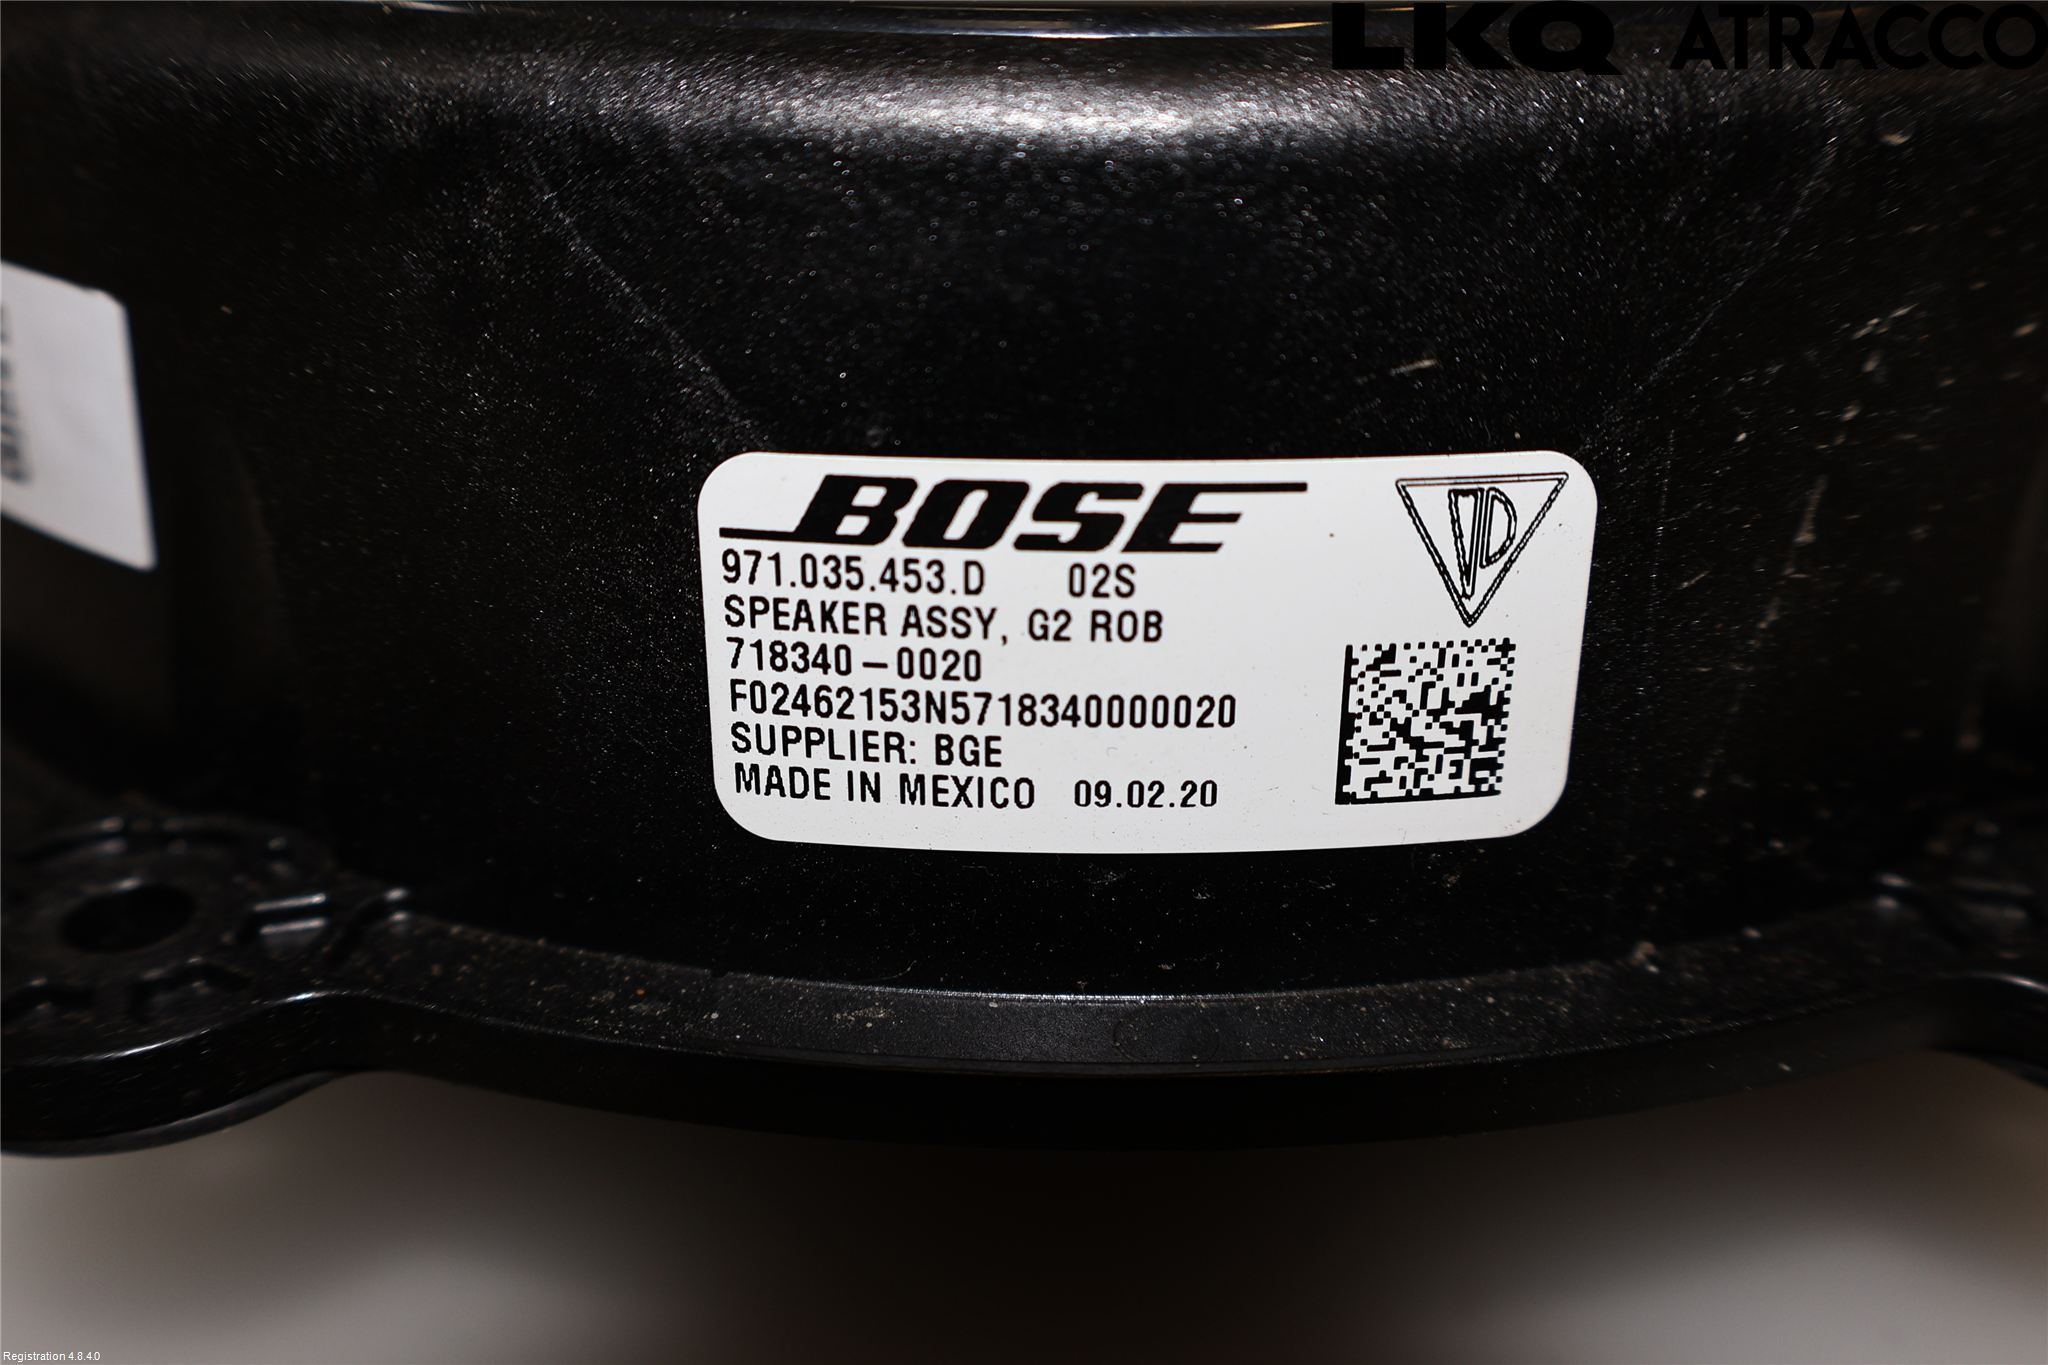 LKQ ATRACCO
BOSE
971.035.453.D 02S
SPEAKER ASSY, G2 ROB
718340-0020
F02462153N5718340000020
SUPPLIER: BGE
MADE IN MEXICO 09.02.20
Registration 4.8.4.0